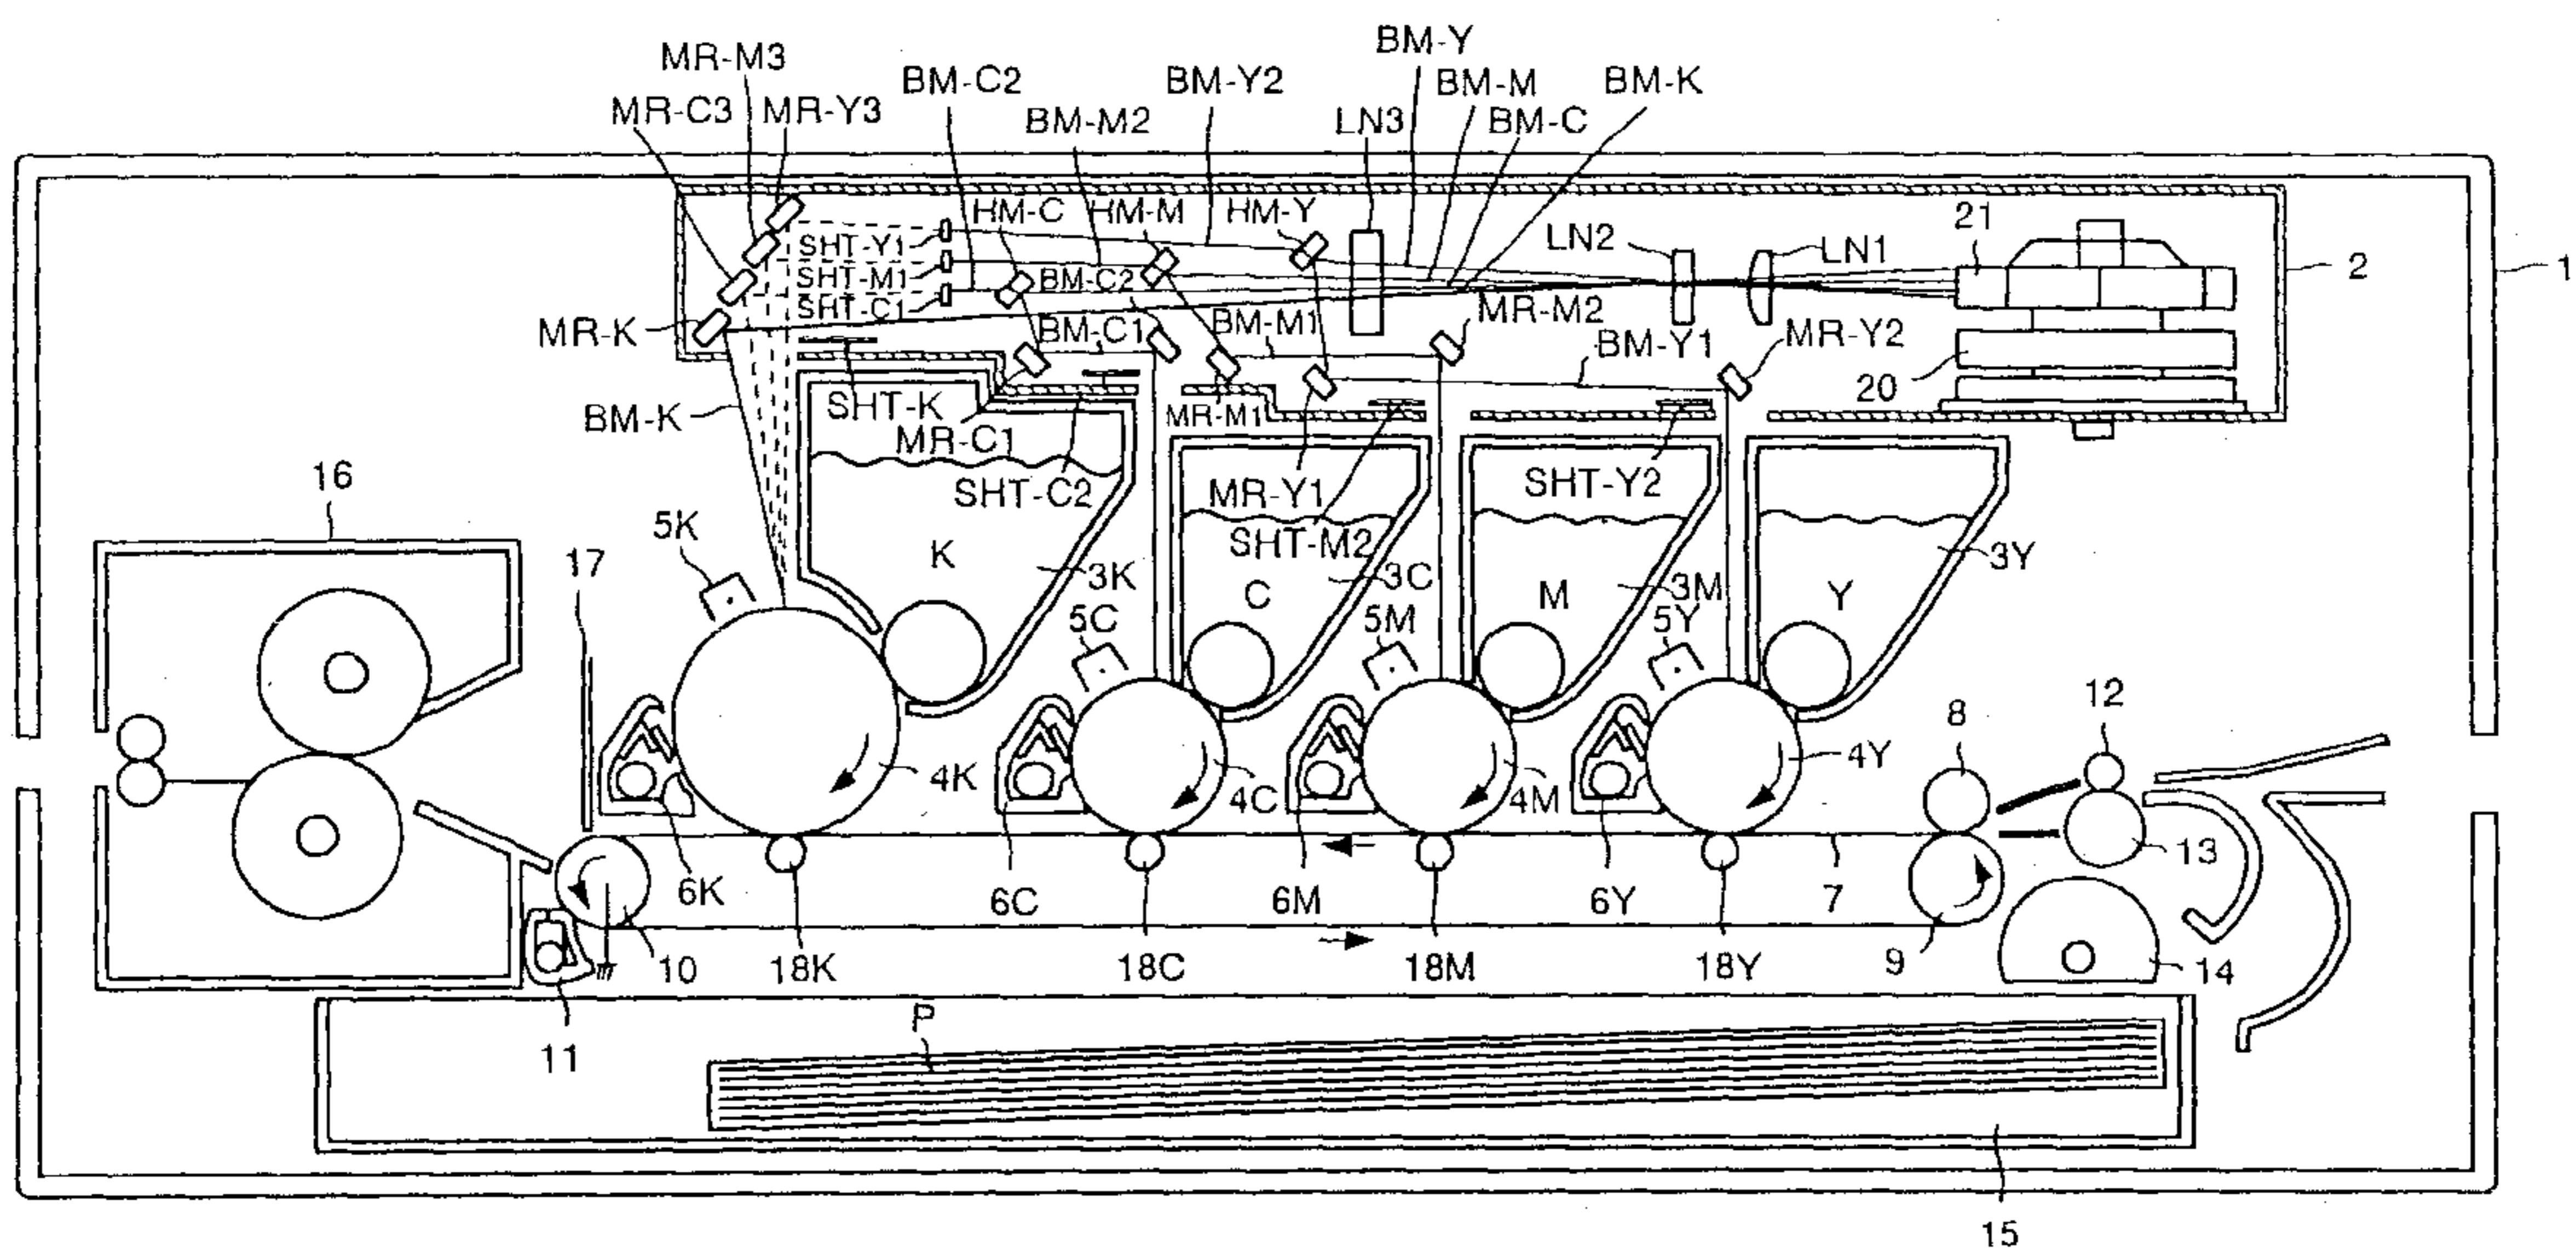 BM-Y
MR-M3
BM-C2
BM-Y2
BM-M
BM-K
MR-C3
MR-Y3
BM-M2
LN3
BM-C
HM-C
HM-M
HM-Y
21
SHT-Y1
LN2
LN1
SHT-M1
BM-C2
2
1
SHT-C1
MR-K
BM-C1
BM-M1
MR-M2
BM-Y1
MR-Y2
20
BM-K
SHT-K
MR-C1
MR-M1
16
SHT-C2
MR-Y1
SHT-Y2
5K
17
K
3K
SHT-M2
3C
3M
3Y
C
M
Y
5C
5M
5Y
12
8
4K
4C
4M
4Y
13
6K
6C
6M
6Y
7
9
14
10
18K
18C
18M
18Y
11
P
15